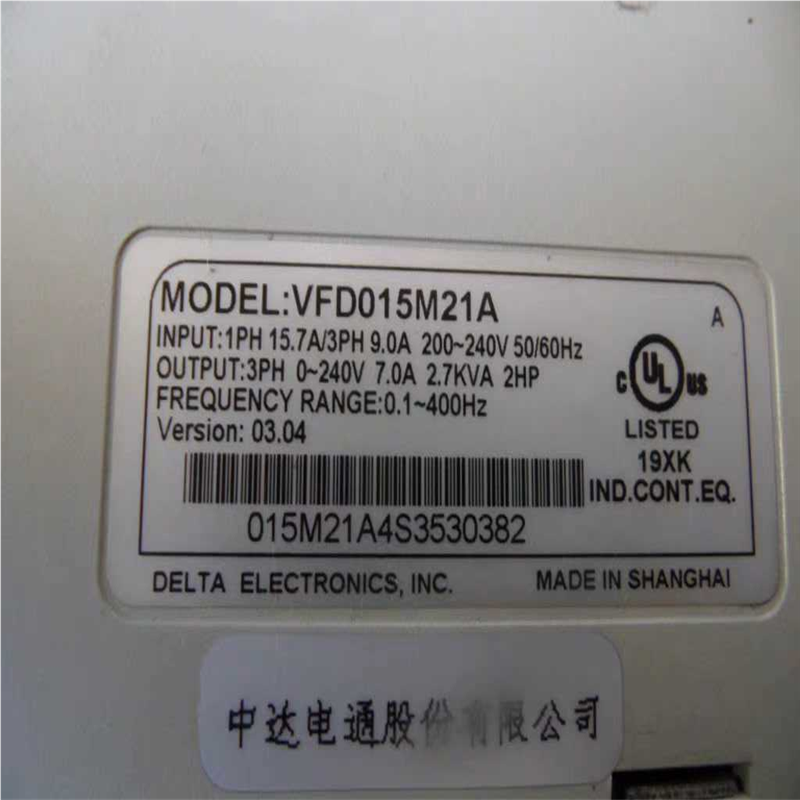 MODEL:VFD015M21A
A
INPUT:1PH 15.7A/3PH 9.0A 200~240V 50/60Hz
OUTPUT:3PH 0~240V 7.0A 2.7KVA 2HP
FREQUENCY RANGE:0.1~400Hz
Version: 03.04
C UL US
LISTED
19XK
IND.CONT.EQ.
015M21A4S3530382
DELTA ELECTRONICS, INC.
MADE IN SHANGHAI
中达电通股份有限公司